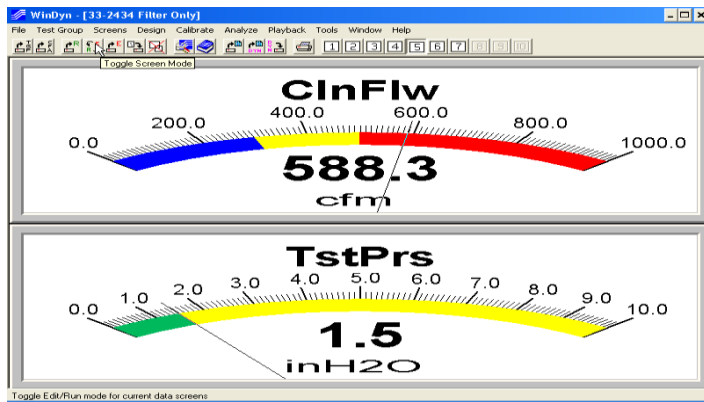 WinDyn - [33-2434 Filter Only]
File Test Group Screens Design Calibrate Analyze Playback Tools Window Help
1 2 3 4 5 6 7 8 9 10
Toggle Screen Mode
ClnFlw
0.0 200.0 400.0 600.0 800.0 1000.0
588.3
cfm
TstPrs
0.0 1.0 2.0 3.0 4.0 5.0 6.0 7.0 8.0 9.0 10.0
1.5
inH2O
Toggle Edit/Run mode for current data screens